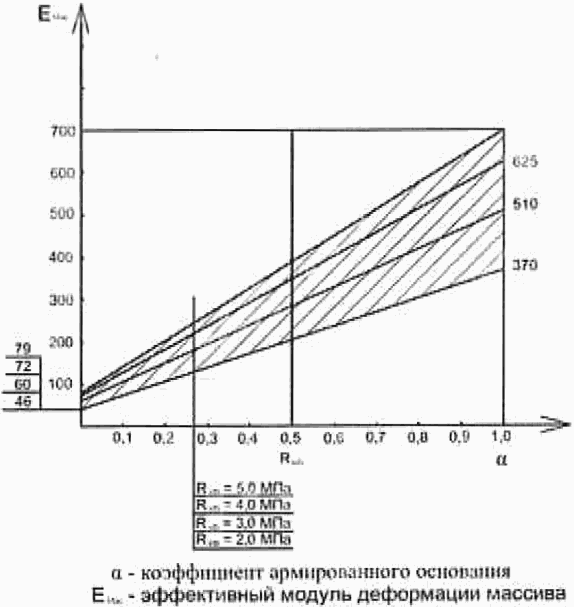 E
700
600
500
400
300
200
100
625
510
370
79
72
60
46
0,1 0,2 0,3 0,4 0,5 0,6 0,7 0,8 0,9 1,0
R α
R = 5,0 МПа
R = 4,0 МПа
R = 3,0 МПа
R = 2,0 МПа
α - коэффициент армированного основания
E - эффективный модуль деформации массива